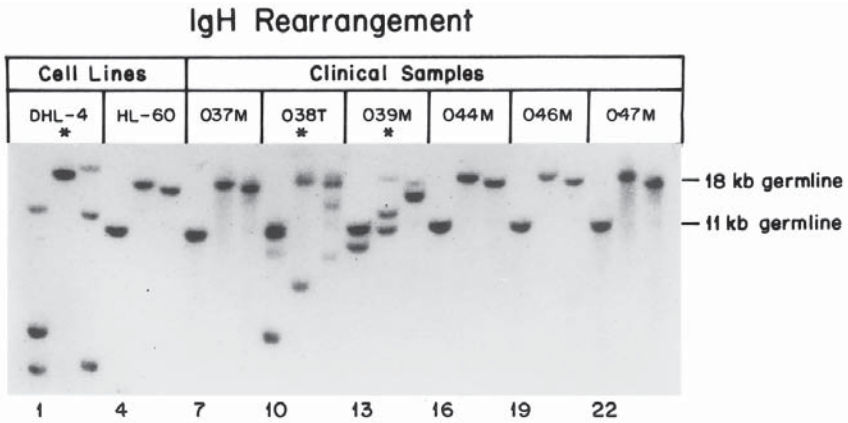 IgH Rearrangement
Cell Lines Clinical Samples
DHL-4 HL-60 037M 038T 039M 044M 046M 047M
* * *
18 kb germline
11 kb germline
1 4 7 10 13 16 19 22